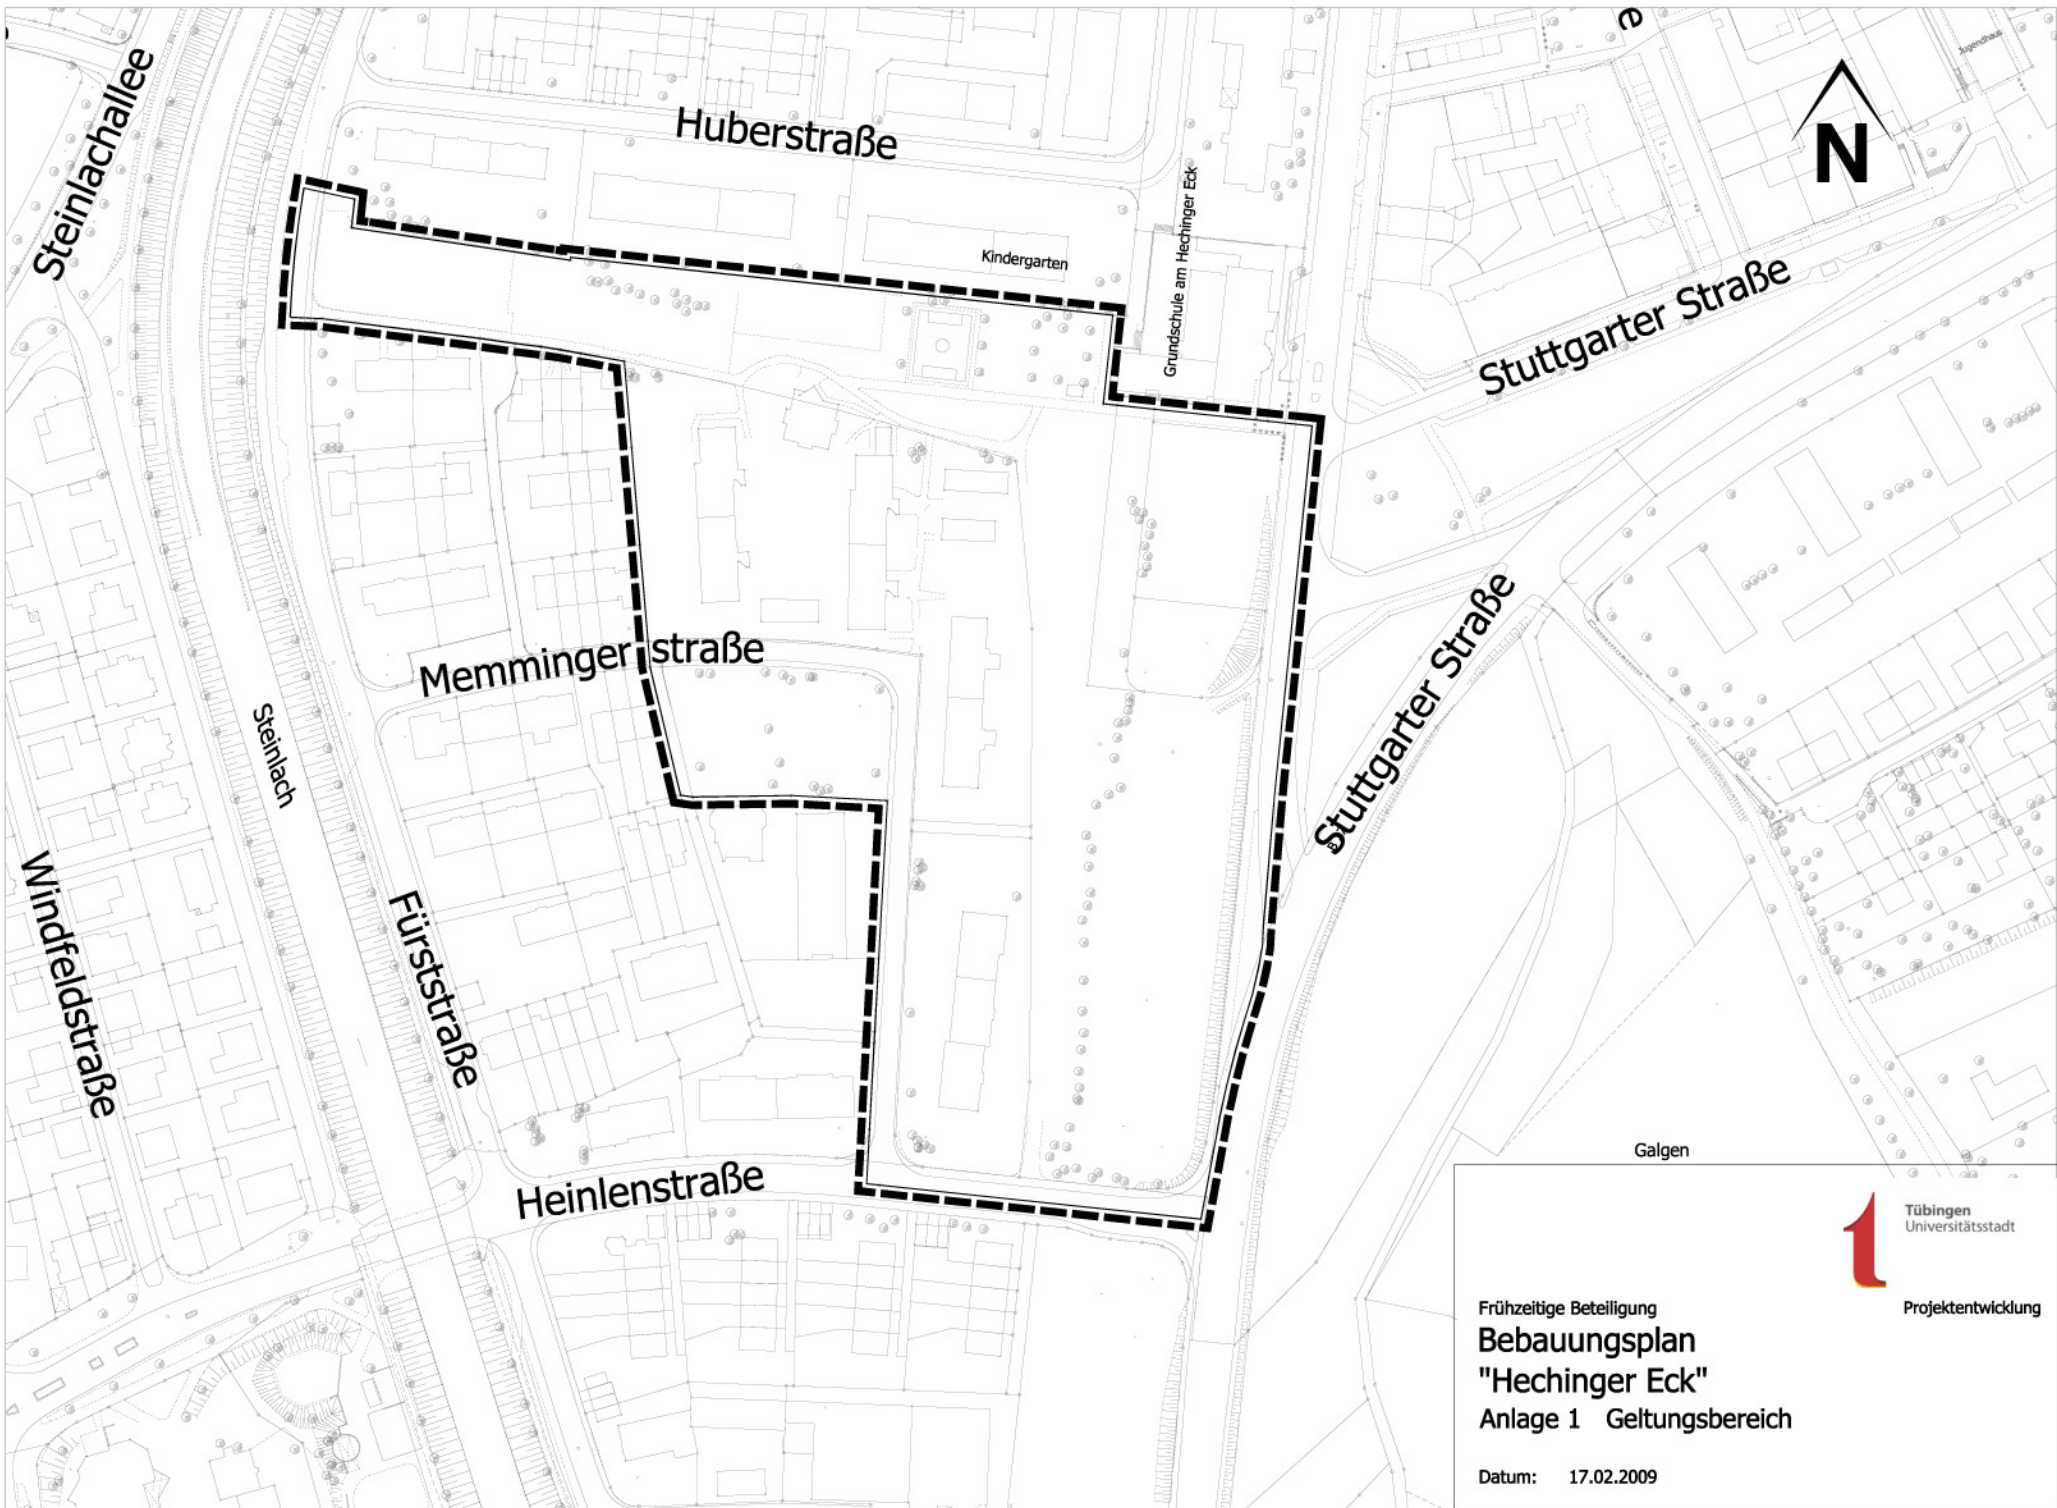 Steinlachallee
Huberstraße
Jugendhaus
N
Kindergarten
Grundschule am Hechinger Eck
Stuttgarter Straße
Memminger straße
Stuttgarter Straße
Steinlach
Windfeldstraße
Fürststraße
Heinlenstraße
Galgen
Tübingen
Universitätsstadt
Projektentwicklung
Frühzeitige Beteiligung
Bebauungsplan
"Hechinger Eck"
Anlage 1 Geltungsbereich
Datum: 17.02.2009